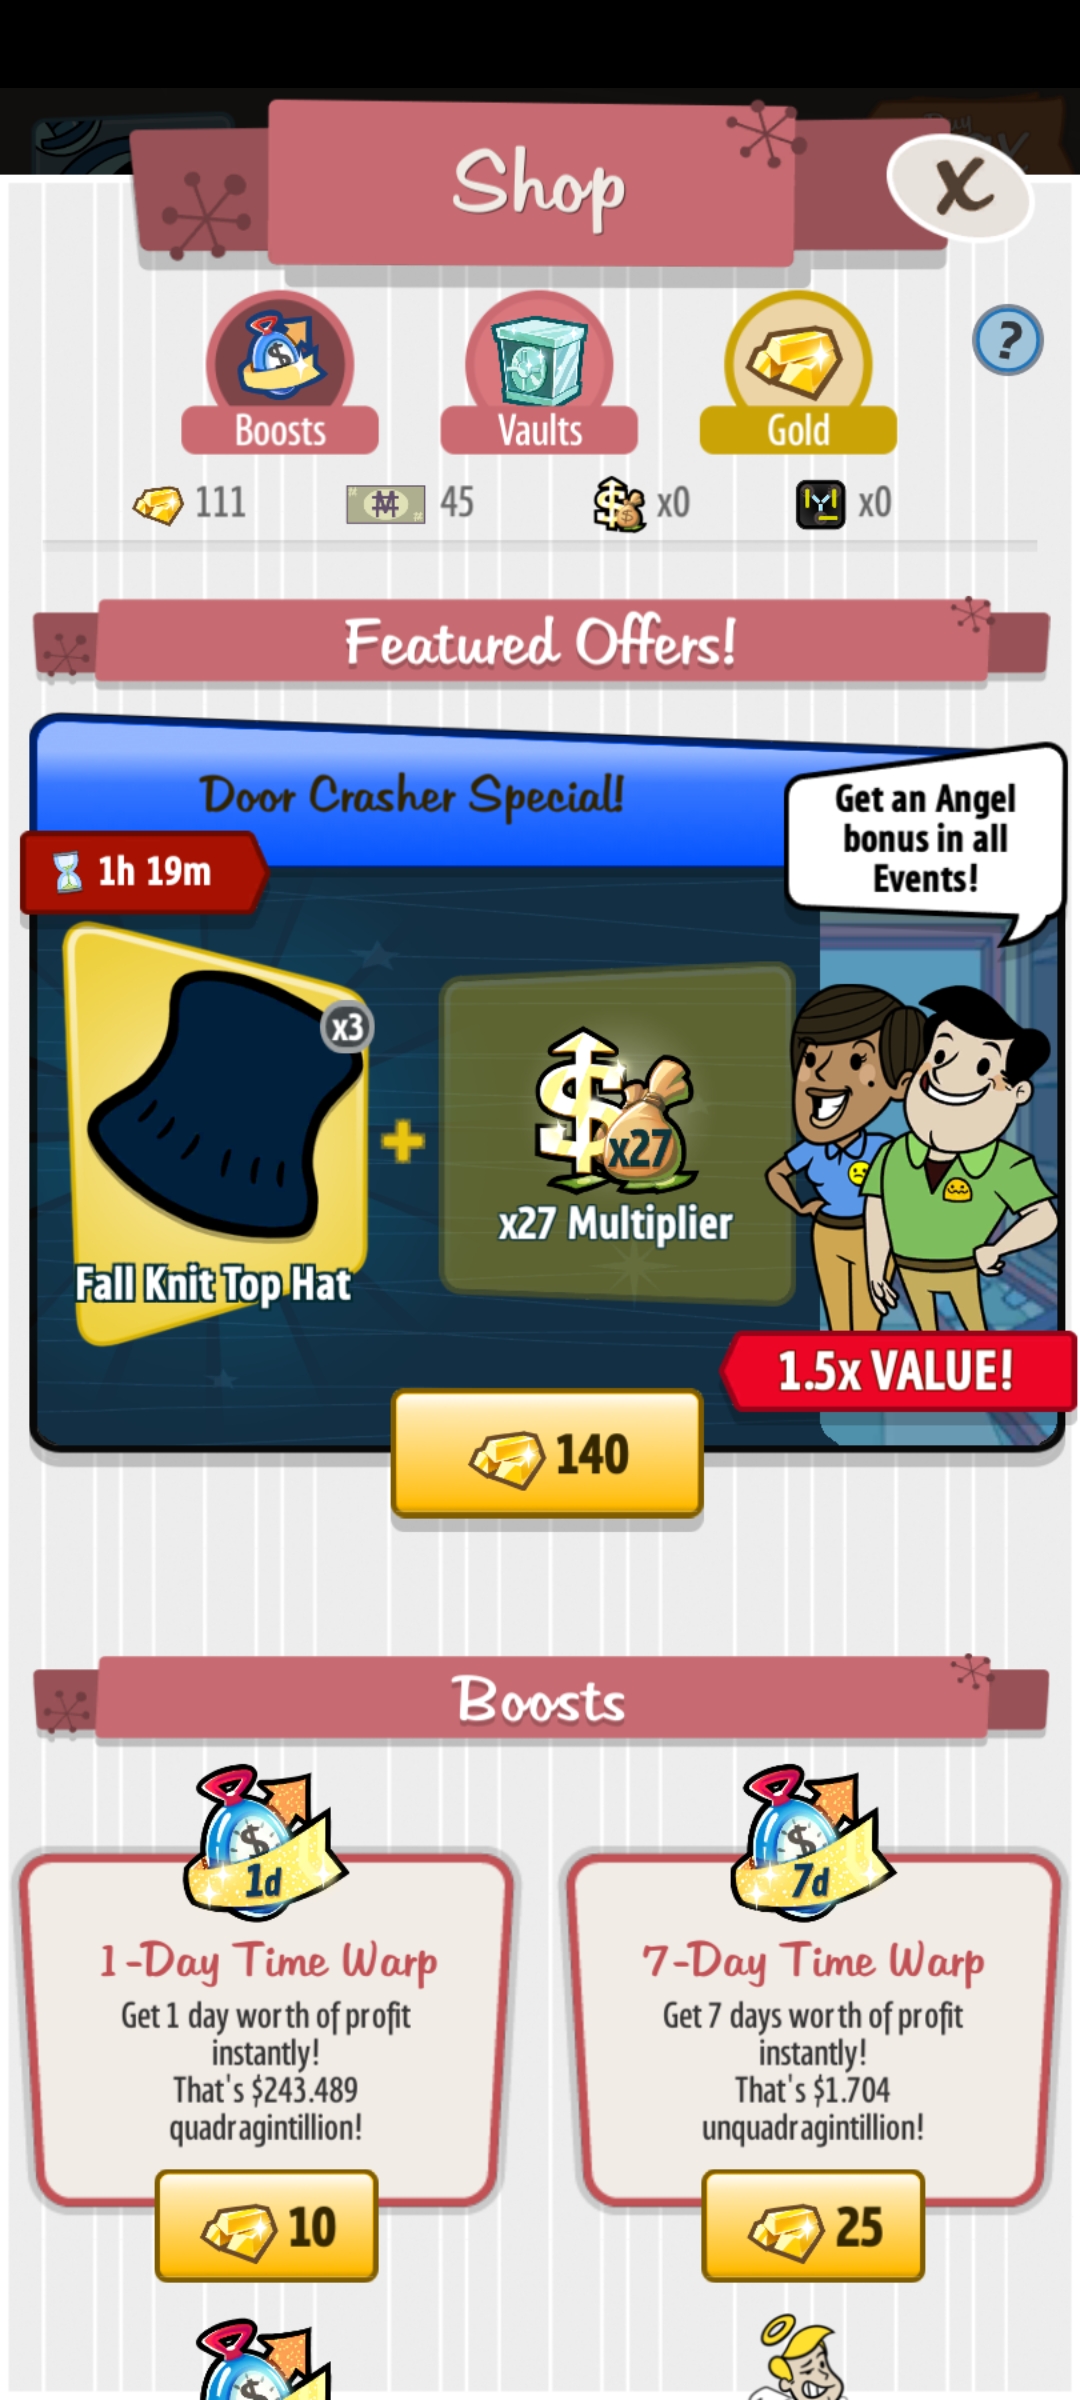 Shop
X
Boosts
Vaults
Gold
?
111
45
x0
x0
Featured Offers!
Door Crasher Special!
Get an Angel
bonus in all
Events!
1h 19m
x3
x27
x27 Multiplier
Fall Knit Top Hat
1.5x VALUE!
140
Boosts
1d
7d
1-Day Time Warp
Get 1 day worth of profit
instantly!
That's $243.489
quadragintillion!
10
7-Day Time Warp
Get 7 days worth of profit
instantly!
That's $1.704
unquadragintillion!
25